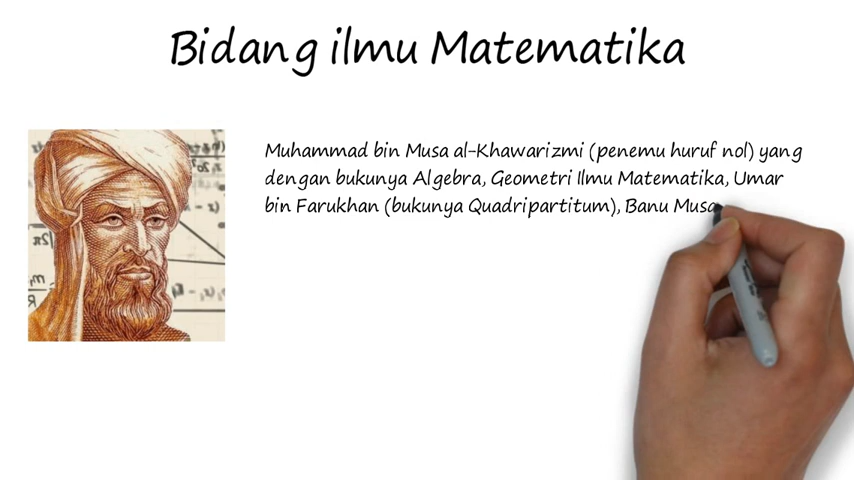 Bidang ilmu Matematika
Muhammad bin Musa al-Khawarizmi (penemu huruf nol) yang
dengan bukunya Algebra, Geometri Ilmu Matematika, Umar
bin Farukhan (bukunya Quadripartitum), Banu Musa